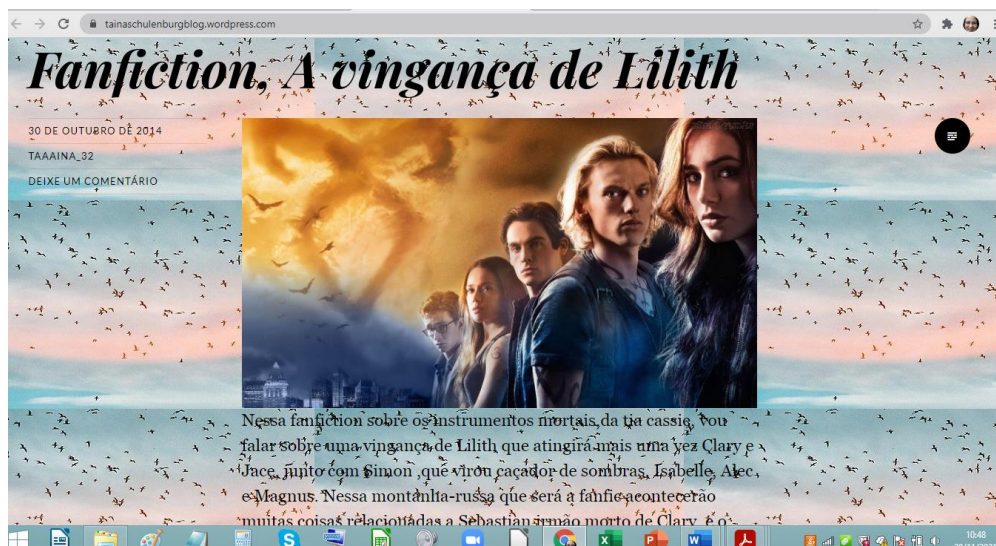 tainaschulenburgblog.wordpress.com
Fanfiction, A vingança de Lilith
30 DE OUTUBRO DE 2014
TAAAINA_32
DEIXE UM COMENTÁRIO
Nessa fanfiction sobre os instrumentos mortais da tia cassie, vou
falar sobre uma vingança de Lilith que atingirá mais uma vez Clary e
Jace, junto com Simon ,que virou caçador de sombras, Isabelle, Alec
e Magnus. Nessa montanha-russa que será a fanfic acontecerão
muitas coisas relacionadas a Sebastian irmão morto de Clary, e o
10:48